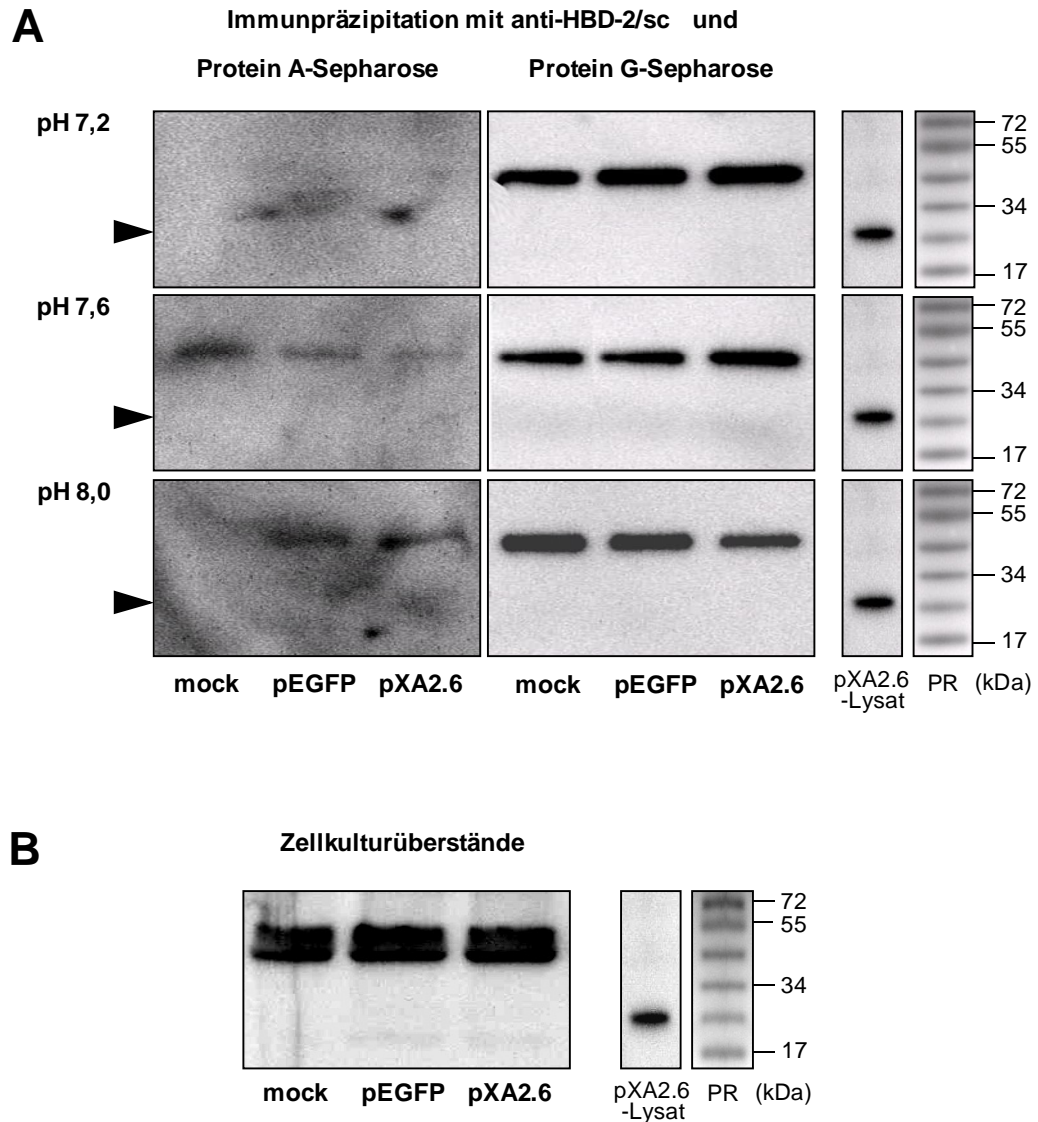 A
Immunpräzipitation mit anti-HBD-2/sc und
Protein A-Sepharose Protein G-Sepharose
pH 7,2
72
55
34
17
pH 7,6
72
55
34
17
pH 8,0
72
55
34
17
mock pEGFP pXA2.6 mock pEGFP pXA2.6 pXA2.6 PR (kDa)
-Lysat
B
Zellkulturüberstände
72
55
34
17
mock pEGFP pXA2.6 pXA2.6 PR (kDa)
-Lysat